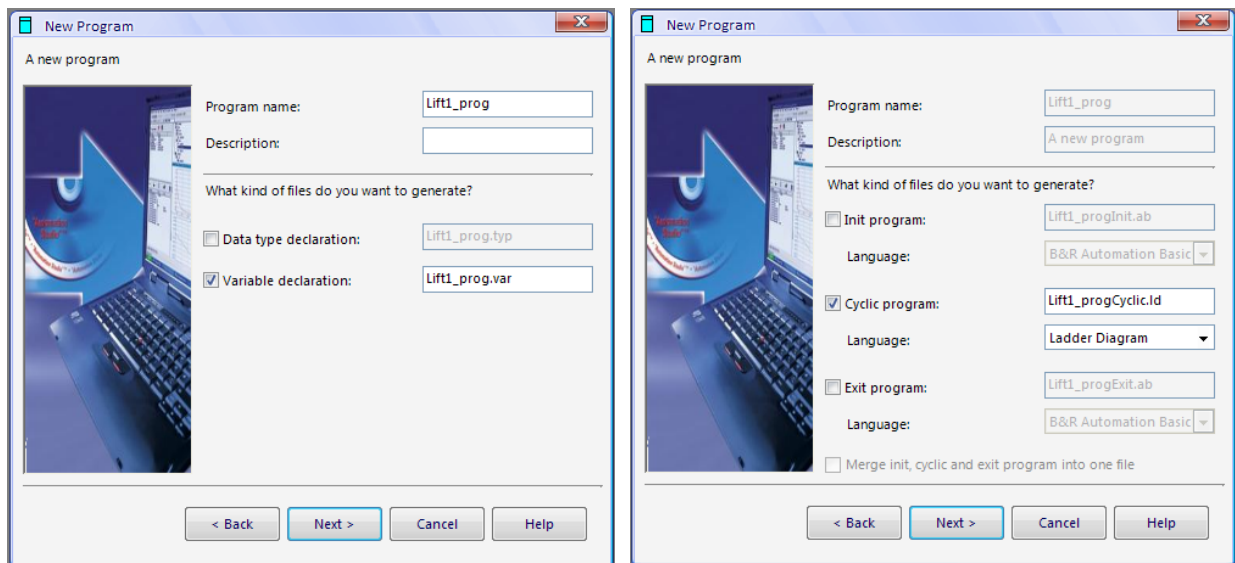 New Program
A new program
Program name: Lift1_prog
Description:
What kind of files do you want to generate?
Data type declaration: Lift1_prog.typ
Variable declaration: Lift1_prog.var
< Back Next > Cancel Help
New Program
A new program
Program name: Lift1_prog
Description: A new program
What kind of files do you want to generate?
Init program: Lift1_progInit.ab
Language: B&R Automation Basic
Cyclic program: Lift1_progCyclic.ld
Language: Ladder Diagram
Exit program: Lift1_progExit.ab
Language: B&R Automation Basic
Merge init, cyclic and exit program into one file
< Back Next > Cancel Help